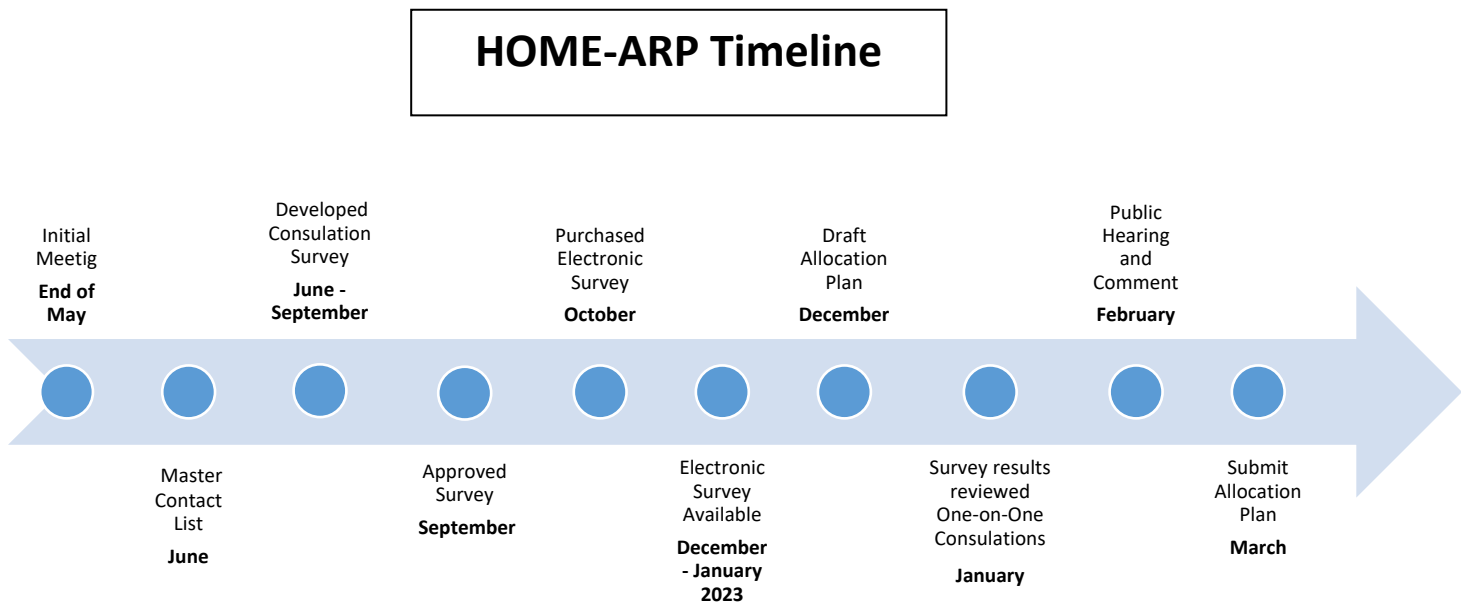 HOME-ARP Timeline
Initial
Meetig
End of
May
Master
Contact
List
June
Developed
Consulation
Survey
June -
September
Approved
Survey
September
Purchased
Electronic
Survey
October
Electronic
Survey
Available
December
- January
2023
Draft
Allocation
Plan
December
Survey results
reviewed
One-on-One
Consulations
January
Public
Hearing
and
Comment
February
Submit
Allocation
Plan
March